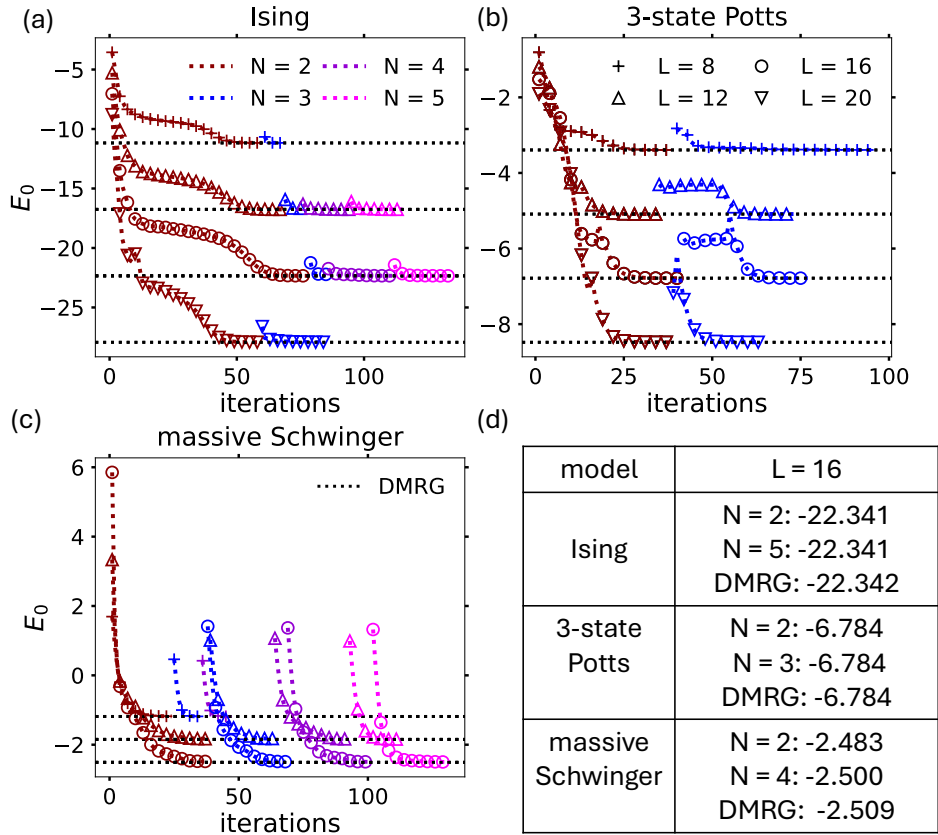 (a)
Ising
N = 2
N = 4
N = 3
N = 5
−5
−10
−15
−20
−25
E0
0
50
100
iterations
(b)
3-state Potts
L = 8
L = 16
L = 12
L = 20
−2
−4
−6
−8
0
25
50
75
100
iterations
(c)
massive Schwinger
DMRG
6
4
2
0
−2
E0
0
50
100
iterations
(d)
model
L = 16
Ising
N = 2: -22.341
N = 5: -22.341
DMRG: -22.342
3-state
Potts
N = 2: -6.784
N = 3: -6.784
DMRG: -6.784
massive
Schwinger
N = 2: -2.483
N = 4: -2.500
DMRG: -2.509